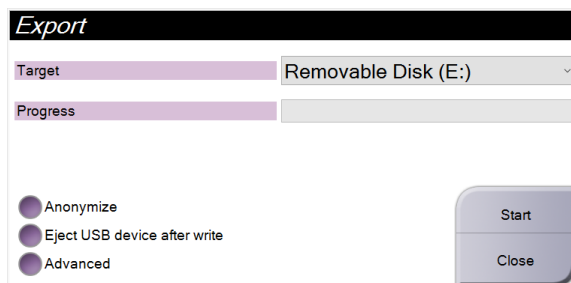 Export
Target
Removable Disk (E:)
Progress
Anonymize
Eject USB device after write
Advanced
Start
Close